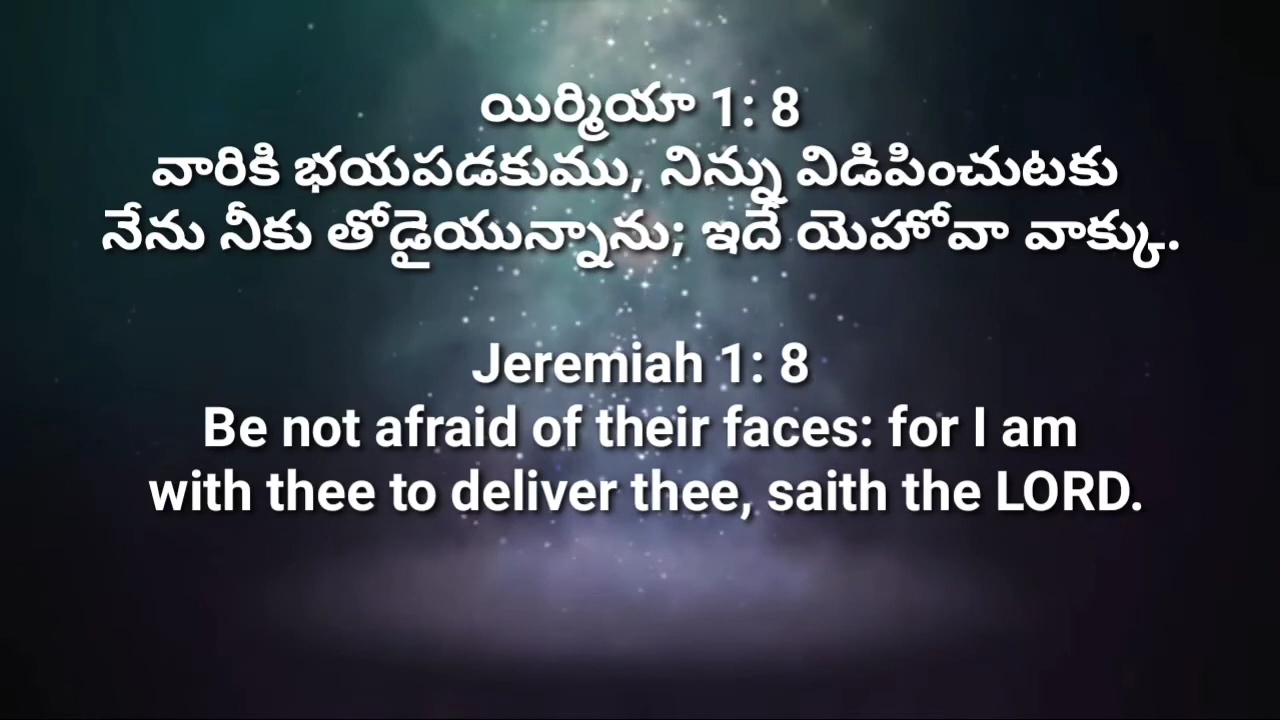 యిర్మియా 1: 8
వారికి భయపడకుము, నిన్ను విడిపించుటకు
నేను నీకు తోడైయున్నాను; ఇదే యెహోవా వాక్కు.
Jeremiah 1: 8
Be not afraid of their faces: for I am
with thee to deliver thee, saith the LORD.